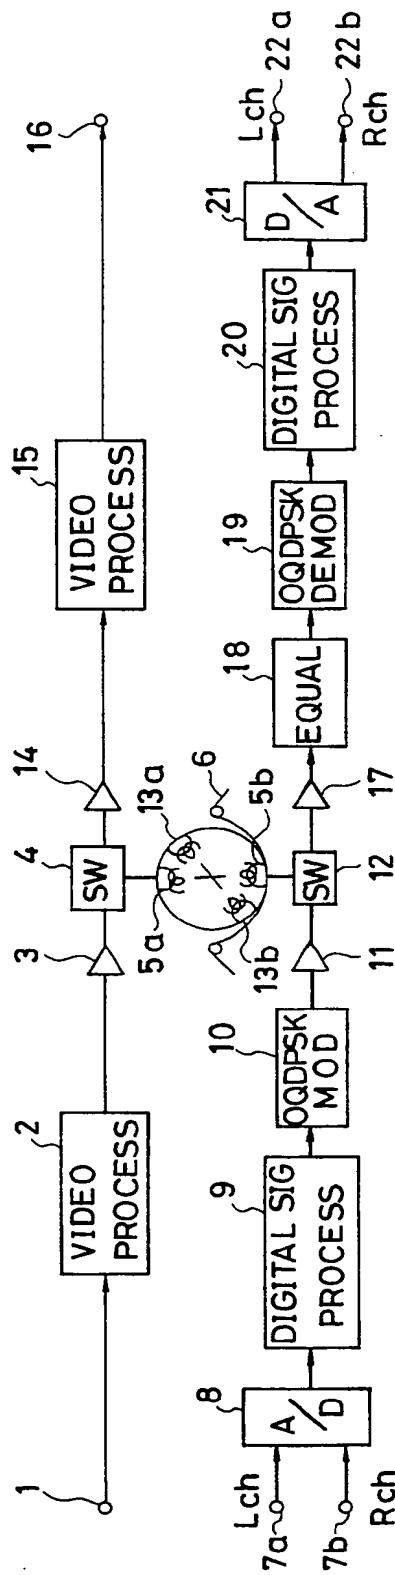 1
2
VIDEO
PROCESS
3
4
SW
14
15
VIDEO
PROCESS
16
5a
13a
6
5b
13b
7a
Lch
7b
Rch
8
A/D
9
DIGITAL SIG
PROCESS
10
OQDPSK
MOD
11
SW
12
17
18
EQUAL
19
OQDPSK
DEMOD
20
DIGITAL SIG
PROCESS
21
D/A
Lch
22a
22b
Rch